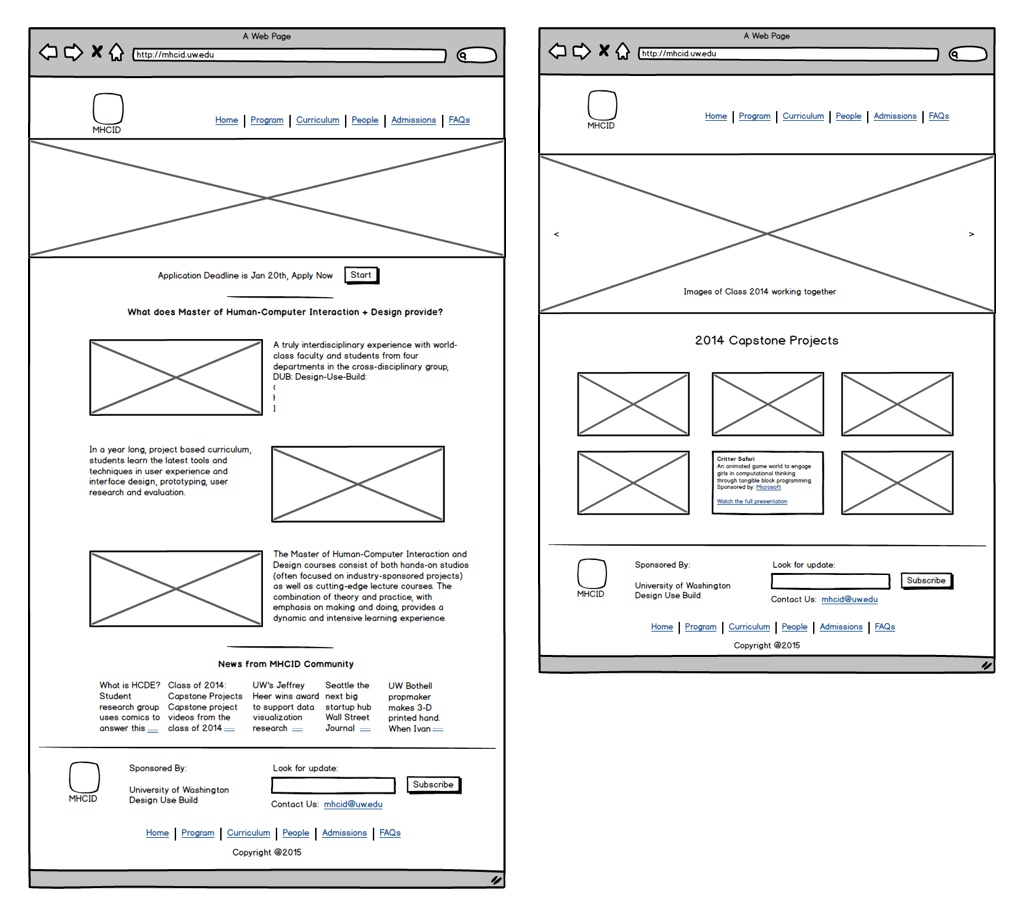 A Web Page
http://mhcid.uw.edu
MHCID
Home | Program | Curriculum | People | Admissions | FAQs
Application Deadline is Jan 20th, Apply Now
Start
What does Master of Human-Computer Interaction + Design provide?
A truly interdisciplinary experience with world-
class faculty and students from four
departments in the cross-disciplinary group,
DUB: Design-Use-Build:
In a year long, project based curriculum,
students learn the latest tools and
techniques in user experience and
interface design, prototyping, user
research and evaluation.
The Master of Human-Computer Interaction and
Design courses consist of both hands-on studios
(often focused on industry-sponsored projects)
as well as cutting-edge lecture courses. The
combination of theory and practice, with
emphasis on making and doing, provides a
dynamic and intensive learning experience.
News from MHCID Community
What is HCDE?
Student
research group
uses comics to
answer this ......
Class of 2014:
Capstone Projects
Capstone project
videos from the
class of 2014 ......
UW's Jeffrey
Heer wins award
to support data
visualization
research ......
Seattle the
next big
startup hub
Wall Street
Journal ......
UW Bothell
propmaker
makes 3-D
printed hand.
When Ivan ......
MHCID
Sponsored By:
University of Washington
Design Use Build
Look for update:
Subscribe
Contact Us: mhcid@uw.edu
Home | Program | Curriculum | People | Admissions | FAQs
Copyright @2015
A Web Page
http://mhcid.uw.edu
MHCID
Home | Program | Curriculum | People | Admissions | FAQs
< >
Images of Class 2014 working together
2014 Capstone Projects
Critter Safari
An animated game world to engage
girls in computational thinking
through tangible block programming.
Sponsored by: Microsoft
Watch the full presentation
MHCID
Sponsored By:
University of Washington
Design Use Build
Look for update:
Subscribe
Contact Us: mhcid@uw.edu
Home | Program | Curriculum | People | Admissions | FAQs
Copyright @2015